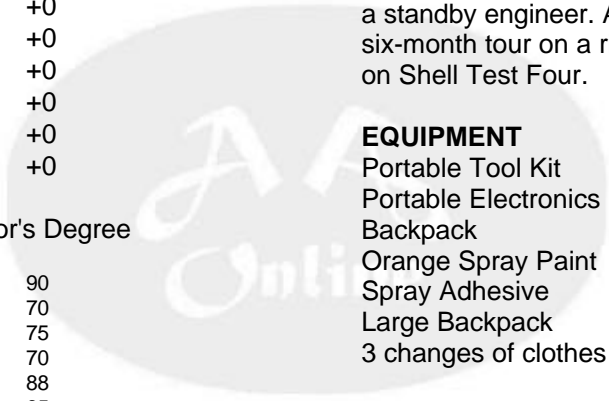 +0
+0
+0
+0
+0
+0
or's Degree
90
70
75
70
88
a standby engineer.
six-month tour on a
on Shell Test Four.
EQUIPMENT
Portable Tool Kit
Portable Electronics
Backpack
Orange Spray Paint
Spray Adhesive
Large Backpack
3 changes of clothes
AA
Online